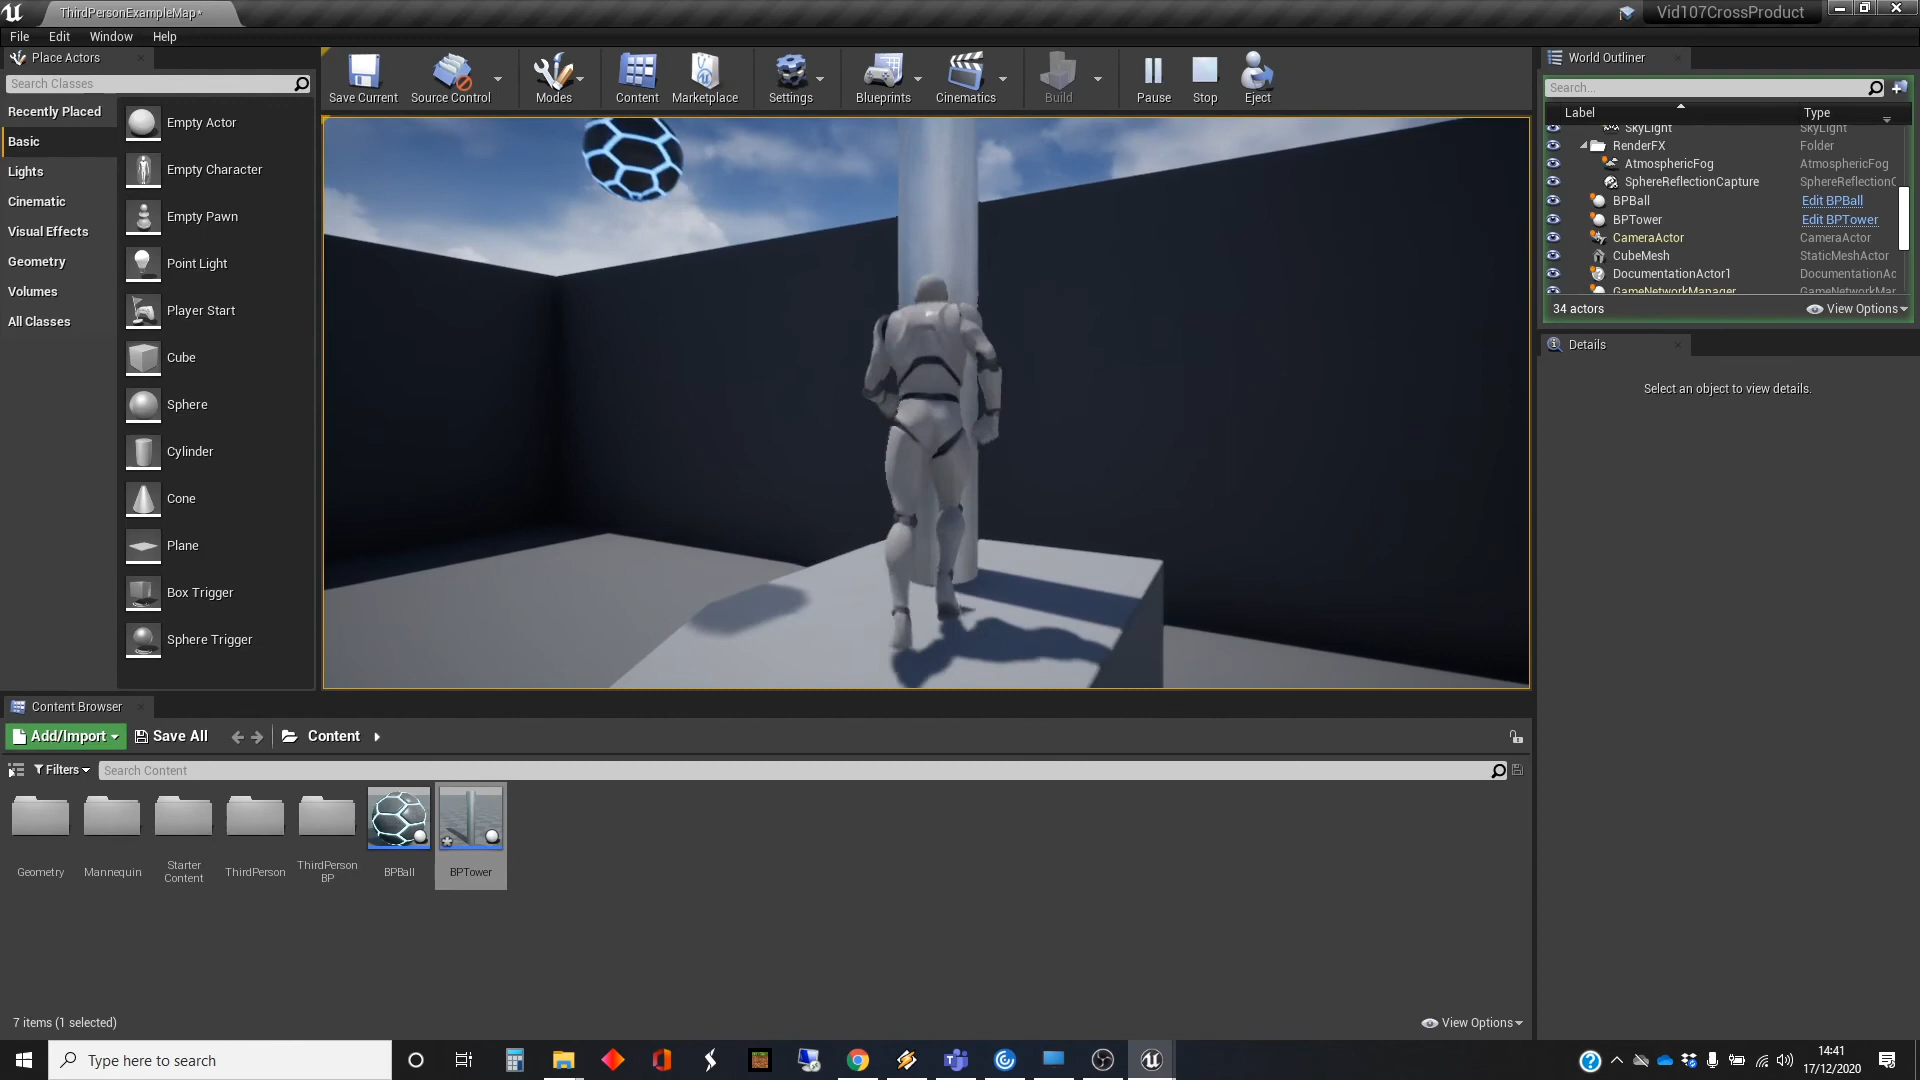 ThirdPersonExampleMap*
Vid107CrossProduct
File Edit Window Help
Place Actors
Search Classes
Recently Placed
Basic
Lights
Cinematic
Visual Effects
Geometry
Volumes
All Classes
Empty Actor
Empty Character
Empty Pawn
Point Light
Player Start
Cube
Sphere
Cylinder
Cone
Plane
Box Trigger
Sphere Trigger
Save Current
Source Control
Modes
Content
Marketplace
Settings
Blueprints
Cinematics
Build
Pause
Stop
Eject
World Outliner
Search...
Label Type
SkyLight SkyLight
RenderFX Folder
AtmosphericFog AtmosphericFog
SphereReflectionCapture SphereReflectionC
BPBall Edit BPBall
BPTower Edit BPTower
CameraActor CameraActor
CubeMesh StaticMeshActor
DocumentationActor1 DocumentationAc
GameNetworkManager GameNetworkMar
34 actors View Options
Details
Select an object to view details.
Content Browser
Add/Import Save All Content
Filters Search Content
Geometry
Mannequin
Starter
Content
ThirdPerson
ThirdPerson
BP
BPBall
BPTower
7 items (1 selected) View Options
Type here to search
14:41
17/12/2020